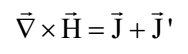 ∇⃗ × H⃗ = J⃗ + J⃗ '